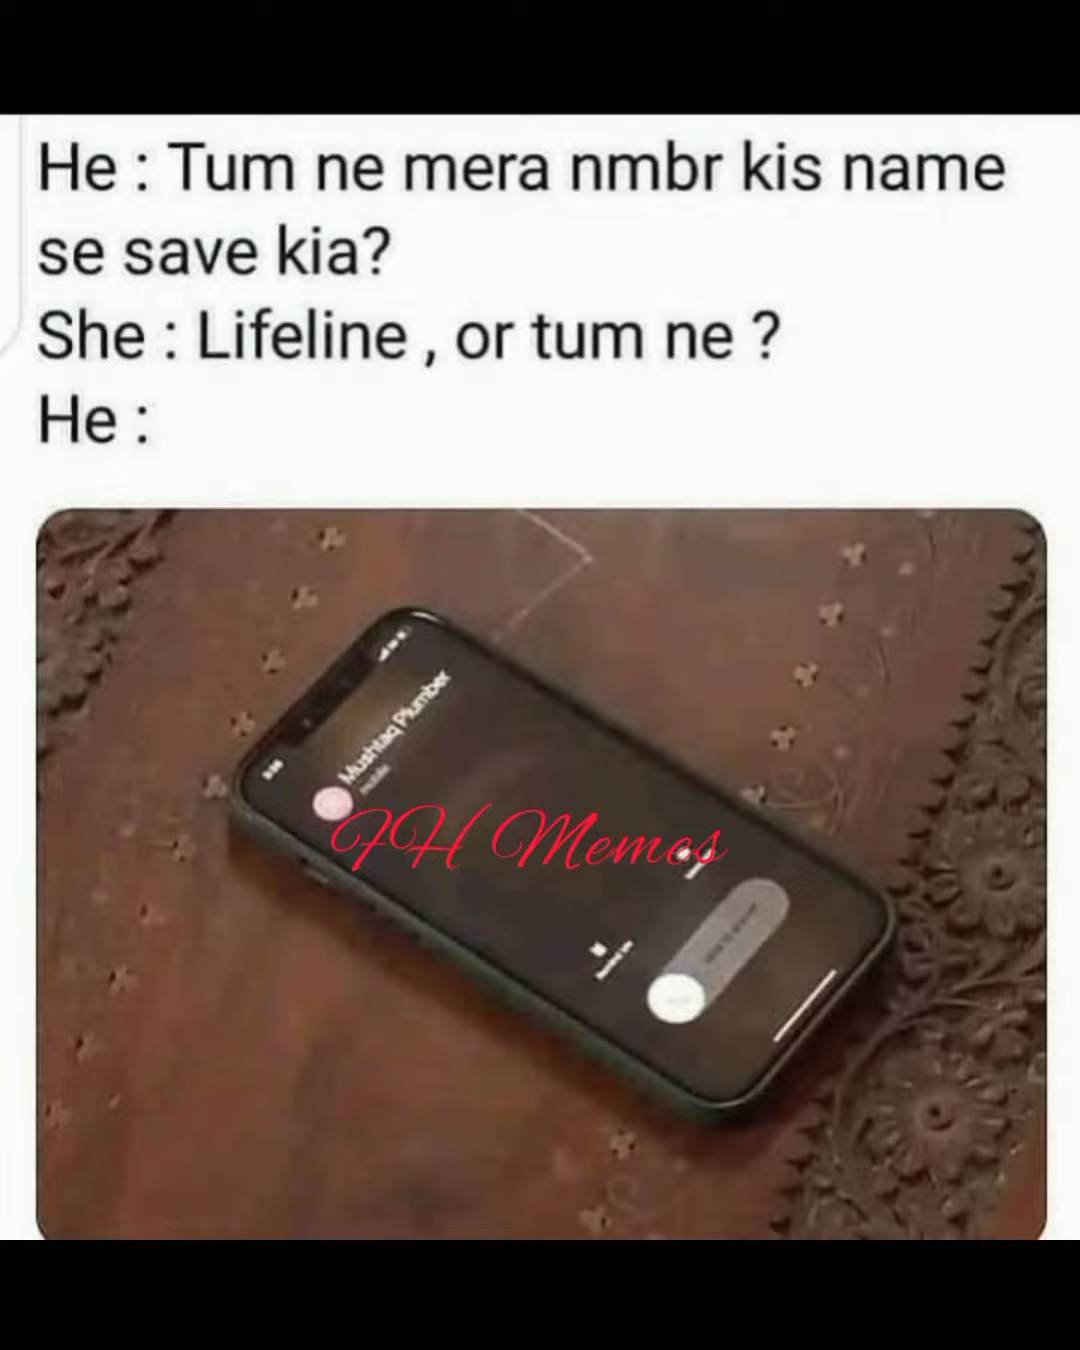 He : Tum ne mera nmbr kis name
se save kia?
She : Lifeline , or tum ne ?
He :
Mushtaq Plumber
mobile
FH Memes